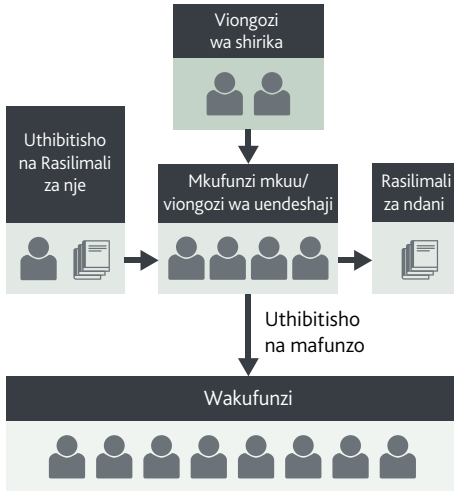 Viongozi
wa shirika
Uthibitisho
na Rasilimali
za nje
Mkufunzi mkuu/
viongozi wa uendeshaji
Rasilimali
za ndani
Uthibitisho
na mafunzo
Wakufunzi